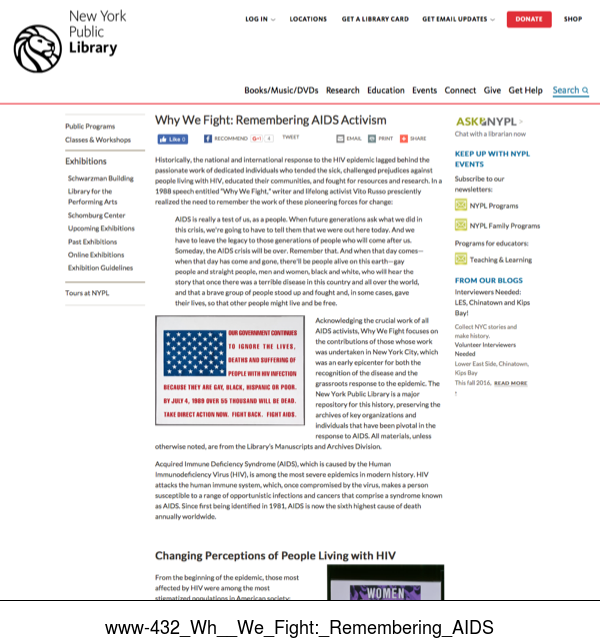 New York
Public
Library
LOG IN
LOCATIONS
GET A LIBRARY CARD
GET EMAIL UPDATES
DONATE
SHOP
Books/Music/DVDs Research Education Events Connect Give Get Help Search
Public Programs
Classes & Workshops
Exhibitions
Schwarzman Building
Library for the
Performing Arts
Schomburg Center
Upcoming Exhibitions
Past Exhibitions
Online Exhibitions
Exhibition Guidelines
Tours at NYPL
Why We Fight: Remembering AIDS Activism
Like 0
RECOMMEND
G+1 4
TWEET
EMAIL
PRINT
SHARE
Historically, the national and international response to the HIV epidemic lagged behind the
passionate work of dedicated individuals who tended the sick, challenged prejudices against
people living with HIV, educated their communities, and fought for resources and research. In a
1988 speech entitled "Why We Fight," writer and lifelong activist Vito Russo presciently
realized the need to remember the work of these pioneering forces for change:
AIDS is really a test of us, as a people. When future generations ask what we did in
this crisis, we're going to have to tell them that we were out here today. And we
have to leave the legacy to those generations of people who will come after us.
Someday, the AIDS crisis will be over. Remember that. And when that day comes—
when that day has come and gone, there'll be people alive on this earth—gay
people and straight people, men and women, black and white, who will hear the
story that once there was a terrible disease in this country and all over the world,
and that a brave group of people stood up and fought and, in some cases, gave
their lives, so that other people might live and be free.
OUR GOVERNMENT CONTINUES
TO IGNORE THE LIVES,
DEATHS AND SUFFERING OF
PEOPLE WITH HIV INFECTION
BECAUSE THEY ARE GAY, BLACK, HISPANIC OR POOR.
BY JULY 4, 1989 OVER 55 THOUSAND WILL BE DEAD.
TAKE DIRECT ACTION NOW. FIGHT BACK. FIGHT AIDS.
Acknowledging the crucial work of all
AIDS activists, Why We Fight focuses on
the contributions of those whose work
was undertaken in New York City, which
was an early epicenter for both the
recognition of the disease and the
grassroots response to the epidemic. The
New York Public Library is a major
repository for this history, preserving the
archives of key organizations and
individuals that have been pivotal in the
response to AIDS. All materials, unless
otherwise noted, are from the Library's Manuscripts and Archives Division.
Acquired Immune Deficiency Syndrome (AIDS), which is caused by the Human
Immunodeficiency Virus (HIV), is among the most severe epidemics in modern history. HIV
attacks the human immune system, which, once compromised by the virus, makes a person
susceptible to a range of opportunistic infections and cancers that comprise a syndrome known
as AIDS. Since first being identified in 1981, AIDS is now the sixth highest cause of death
annually worldwide.
Changing Perceptions of People Living with HIV
From the beginning of the epidemic, those most
affected by HIV were among the most
stigmatized populations in American society:
WOMEN
ASK NYPL >
Chat with a librarian now
KEEP UP WITH NYPL
EVENTS
Subscribe to our
newsletters:
NYPL Programs
NYPL Family Programs
Programs for educators:
Teaching & Learning
FROM OUR BLOGS
Interviewers Needed:
LES, Chinatown and Kips
Bay!
Collect NYC stories and
make history.
Volunteer Interviewers
Needed
Lower East Side, Chinatown,
Kips Bay
This fall 2016, READ MORE
www-432_Wh__We_Fight:_Remembering_AIDS